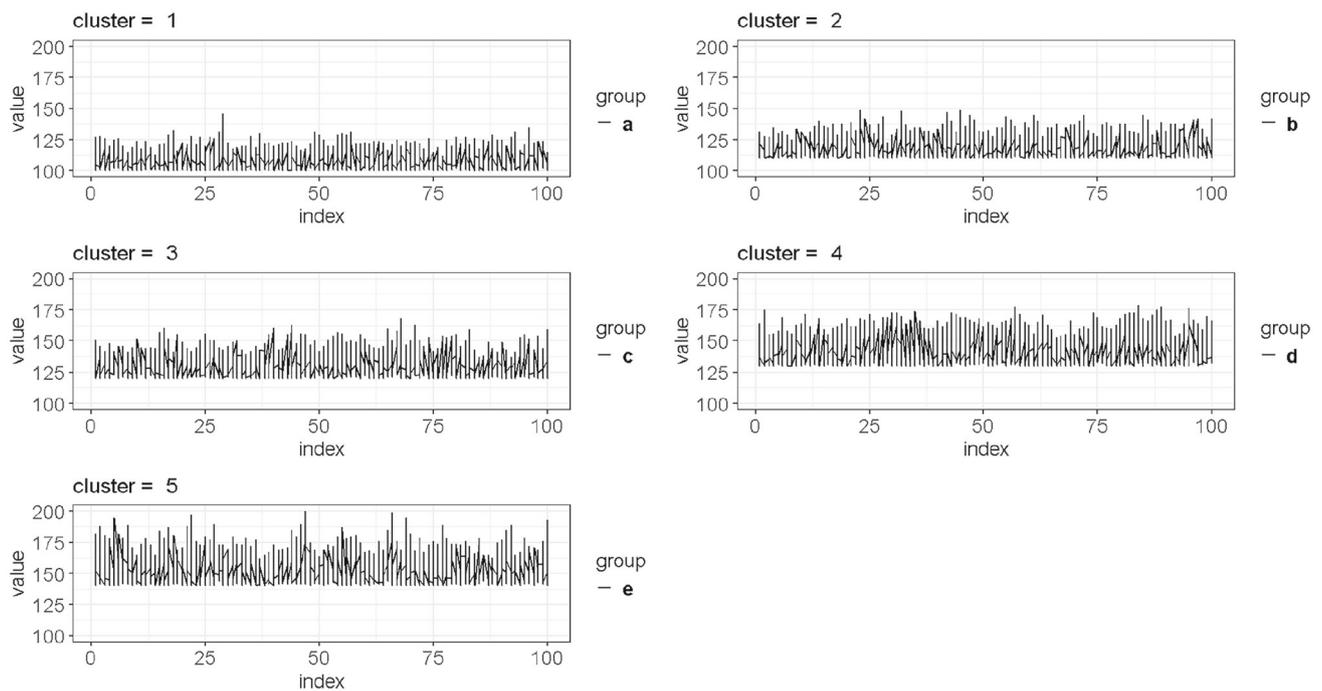 cluster = 1
200
175
150
125
100
value
0 25 50 75 100
index
group
a
cluster = 2
200
175
150
125
100
value
0 25 50 75 100
index
group
b
cluster = 3
200
175
150
125
100
value
0 25 50 75 100
index
group
c
cluster = 4
200
175
150
125
100
value
0 25 50 75 100
index
group
d
cluster = 5
200
175
150
125
100
value
0 25 50 75 100
index
group
e